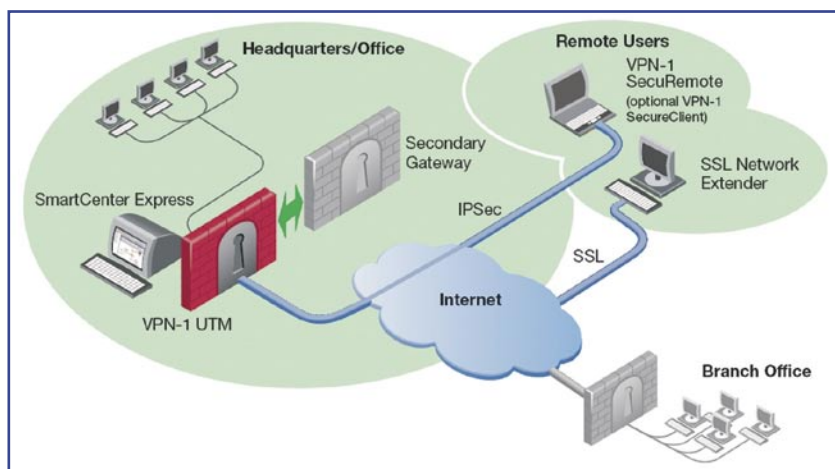 Headquarters/Office
Remote Users
VPN-1
SecuRemote
(optional VPN-1
SecureClient)
Secondary
Gateway
SSL Network
Extender
SmartCenter Express
IPSec
SSL
Internet
VPN-1 UTM
Branch Office